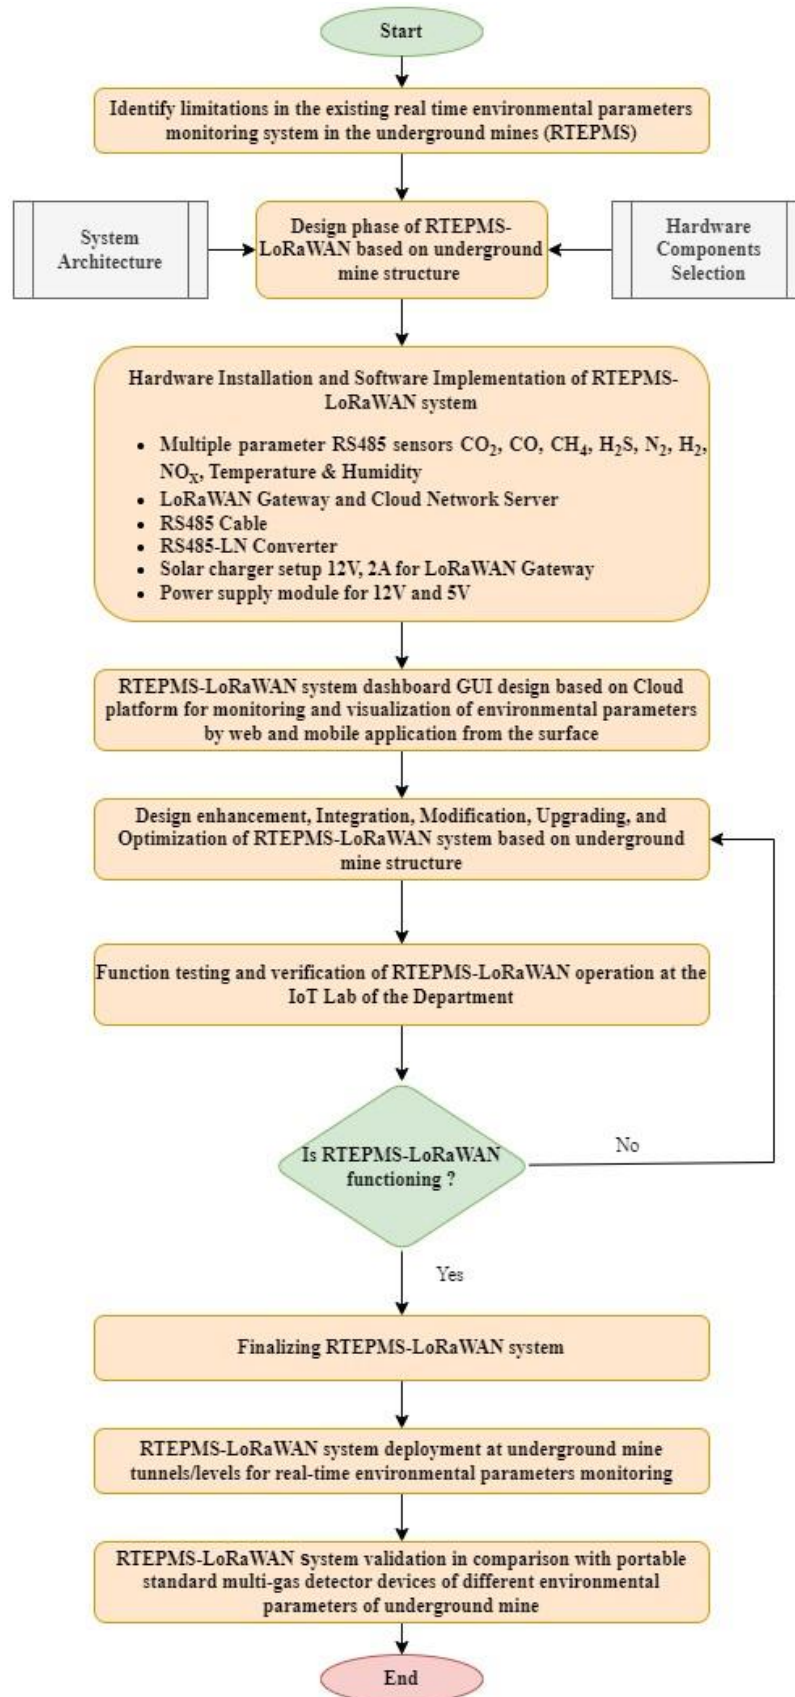 Start
Identify limitations in the existing real time environmental parameters
monitoring system in the underground mines (RTEPMS)
System
Architecture
Design phase of RTEPMS-
LoRaWAN based on underground
mine structure
Hardware
Components
Selection
Hardware Installation and Software Implementation of RTEPMS-
LoRaWAN system
• Multiple parameter RS485 sensors CO₂, CO, CH₄, H₂S, N₂, H₂,
NOₓ, Temperature & Humidity
• LoRaWAN Gateway and Cloud Network Server
• RS485 Cable
• RS485-LN Converter
• Solar charger setup 12V, 2A for LoRaWAN Gateway
• Power supply module for 12V and 5V
RTEPMS-LoRaWAN system dashboard GUI design based on Cloud
platform for monitoring and visualization of environmental parameters
by web and mobile application from the surface
Design enhancement, Integration, Modification, Upgrading, and
Optimization of RTEPMS-LoRaWAN system based on underground
mine structure
Function testing and verification of RTEPMS-LoRaWAN operation at the
IoT Lab of the Department
Is RTEPMS-LoRaWAN
functioning ?
No
Yes
Finalizing RTEPMS-LoRaWAN system
RTEPMS-LoRaWAN system deployment at underground mine
tunnels/levels for real-time environmental parameters monitoring
RTEPMS-LoRaWAN system validation in comparison with portable
standard multi-gas detector devices of different environmental
parameters of underground mine
End